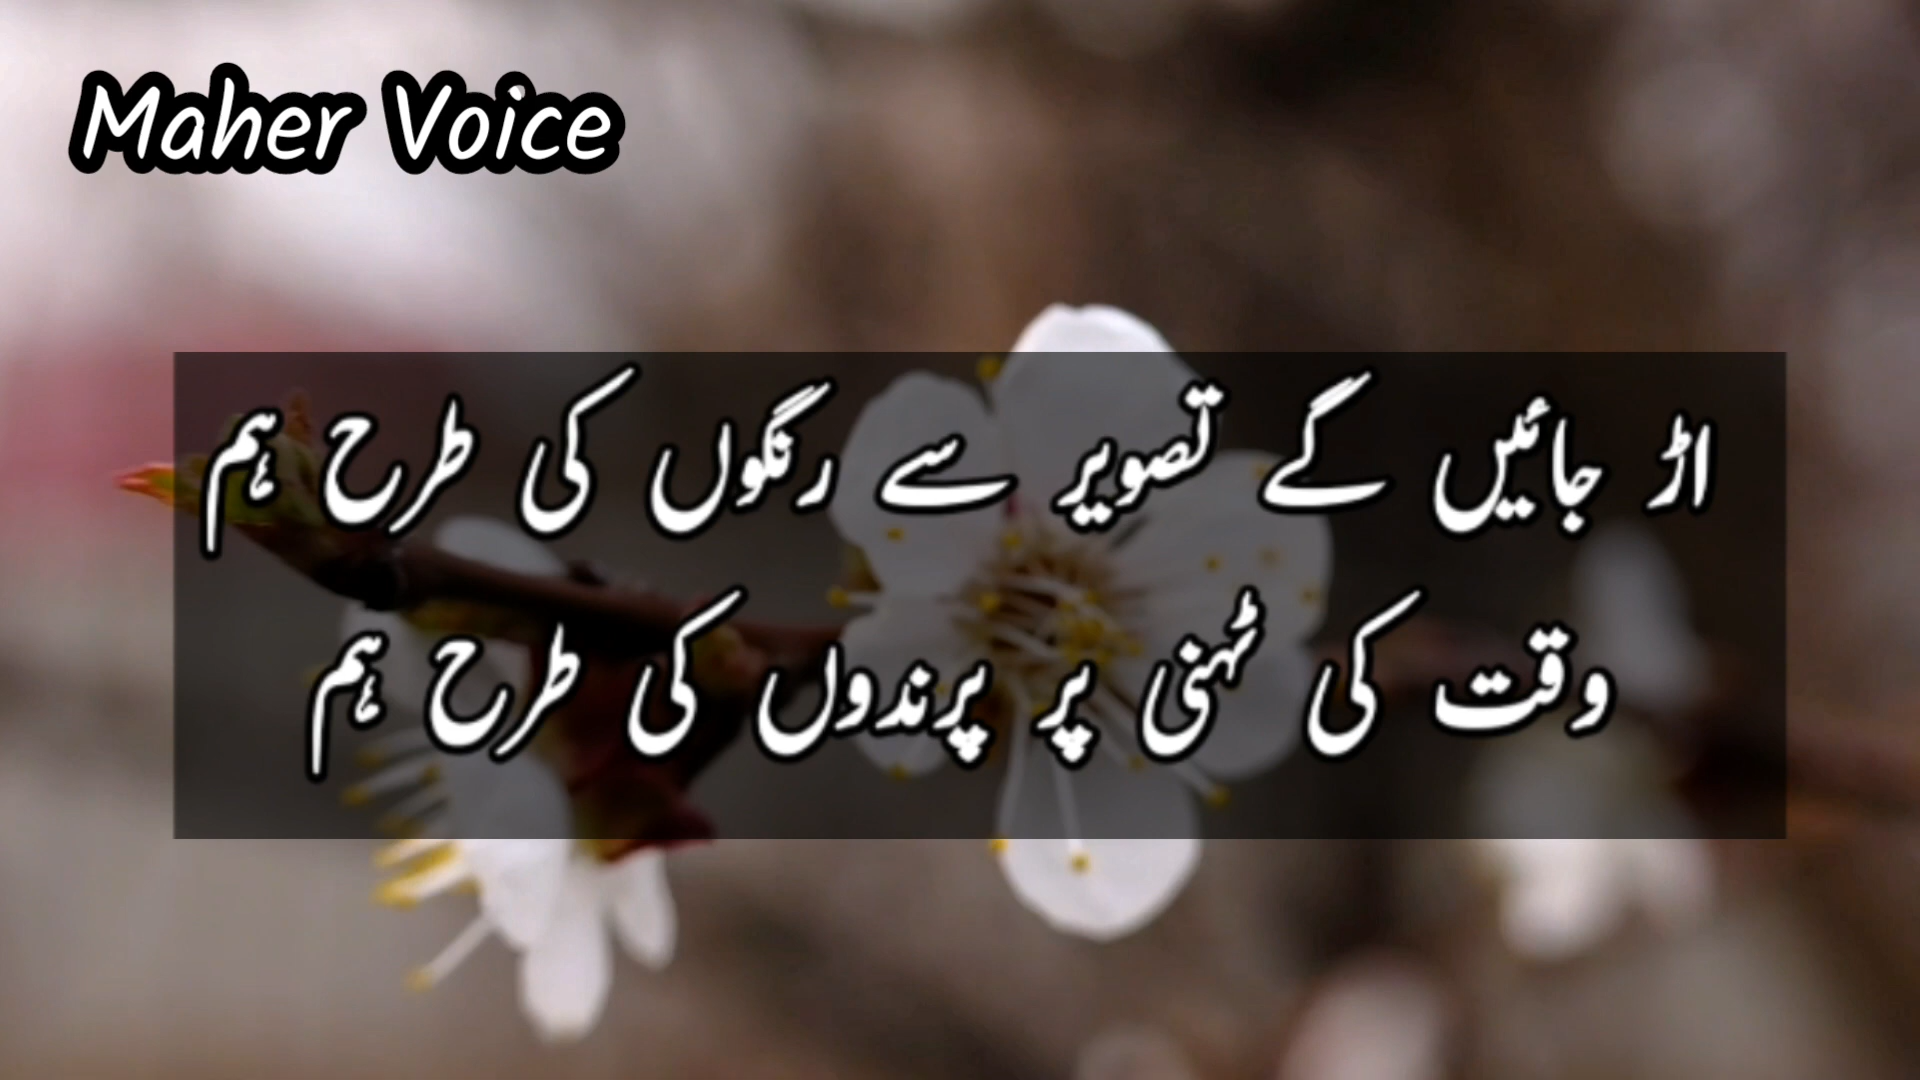 Maher Voice
اڑ جائیں گے تصویر سے رنگوں کی طرح ہم
وقت کی ٹہنی پر پرندوں کی طرح ہم